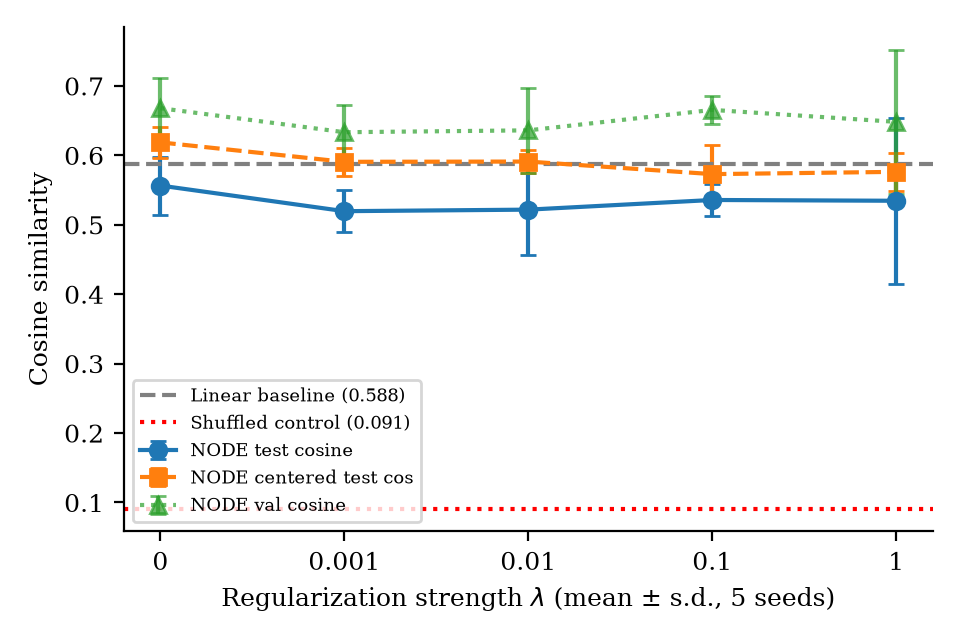 Cosine similarity
0.7
0.6
0.5
0.4
0.3
0.2
0.1
Linear baseline (0.588)
Shuffled control (0.091)
NODE test cosine
NODE centered test cos
NODE val cosine
0 0.001 0.01 0.1 1
Regularization strength λ (mean ± s.d., 5 seeds)